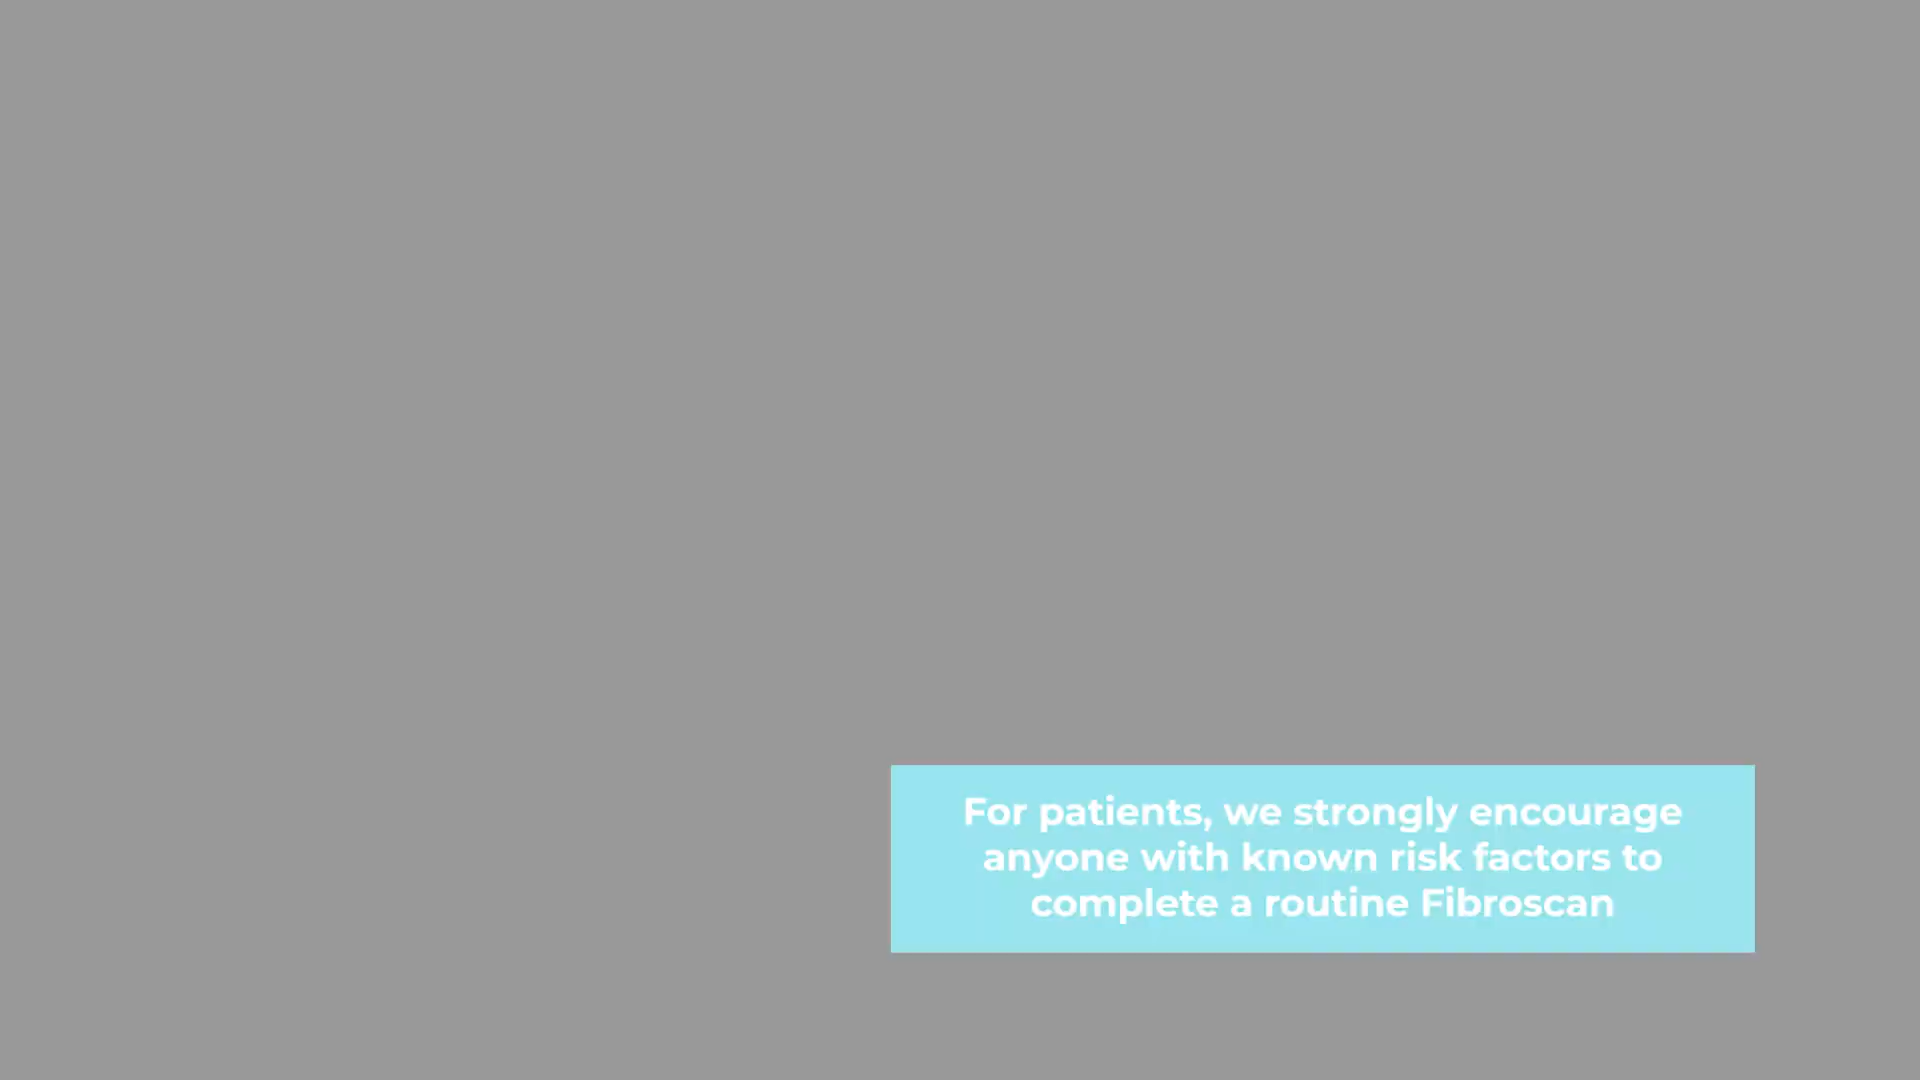 For patients, we strongly encourage
anyone with known risk factors to
complete a routine Fibroscan